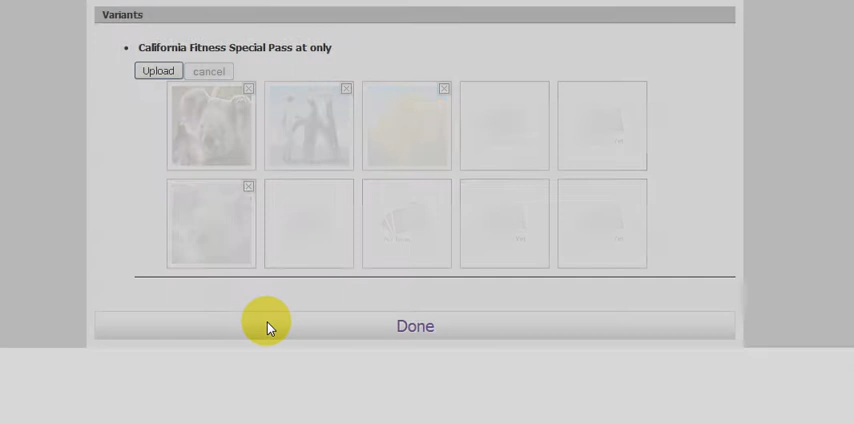 Variants
California Fitness Special Pass at only
Upload cancel
Done